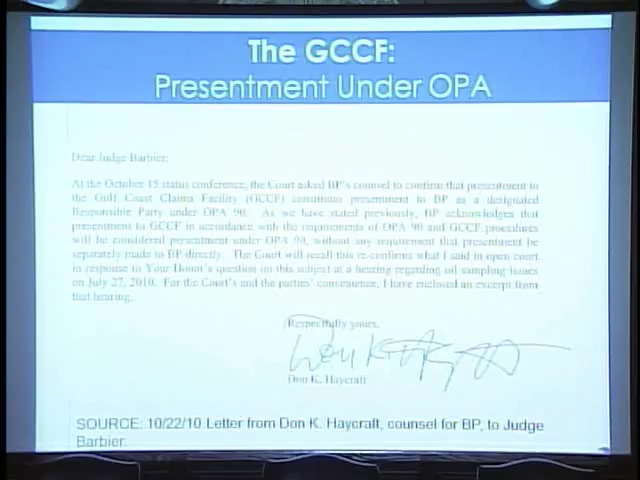 The GCCF:
Presentment Under OPA
Dear Judge Barbier:
At the October 15 status conference, the Court asked BP's counsel to confirm that presentment to
the Gulf Coast Claims Facility (GCCF) constitutes presentment to BP as a designated
Responsible Party under OPA 90. As we have stated previously, BP acknowledges that
presentment to GCCF in accordance with the requirements of OPA 90 and GCCF procedures
will be considered presentment under OPA 90, without any requirement that presentment be
separately made to BP directly. The Court will recall this re-confirms what I said in open court
in response to Your Honor's question on this subject at a hearing regarding oil sampling issues
on July 27, 2010. For the Court's and the parties' convenience, I have enclosed an excerpt from
that hearing.
Respectfully yours,
Don K. Haycraft
SOURCE: 10/22/10 Letter from Don K. Haycraft, counsel for BP, to Judge
Barbier.